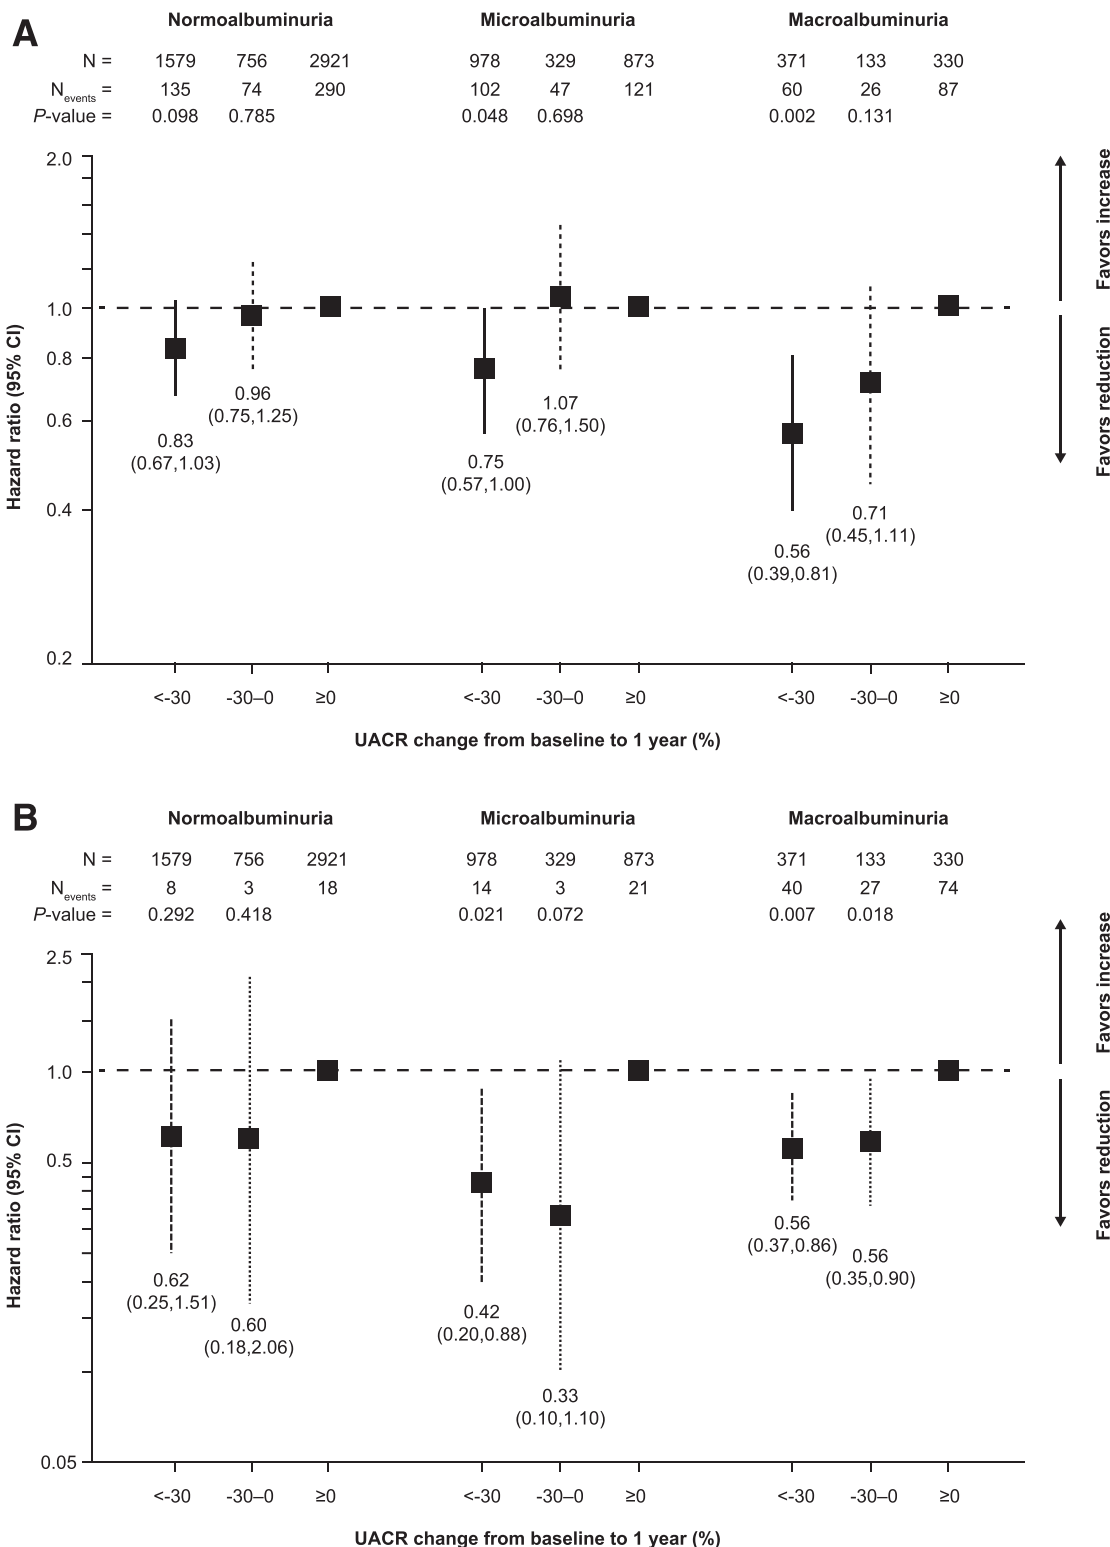 A
Normoalbuminuria Microalbuminuria Macroalbuminuria
N = 1579 756 2921 978 329 873 371 133 330
Nevents = 135 74 290 102 47 121 60 26 87
P-value = 0.098 0.785 0.048 0.698 0.002 0.131
Hazard ratio (95% CI)
2.0
1.0
0.8
0.6
0.4
0.2
0.83
(0.67,1.03)
0.96
(0.75,1.25)
0.75
(0.57,1.00)
1.07
(0.76,1.50)
0.56
(0.39,0.81)
0.71
(0.45,1.11)
Favors increase
Favors reduction
<-30 -30–0 ≥0 <-30 -30–0 ≥0 <-30 -30–0 ≥0
UACR change from baseline to 1 year (%)
B
Normoalbuminuria Microalbuminuria Macroalbuminuria
N = 1579 756 2921 978 329 873 371 133 330
Nevents = 8 3 18 14 3 21 40 27 74
P-value = 0.292 0.418 0.021 0.072 0.007 0.018
Hazard ratio (95% CI)
2.5
1.0
0.5
0.05
0.62
(0.25,1.51)
0.60
(0.18,2.06)
0.42
(0.20,0.88)
0.33
(0.10,1.10)
0.56
(0.37,0.86)
0.56
(0.35,0.90)
Favors increase
Favors reduction
<-30 -30–0 ≥0 <-30 -30–0 ≥0 <-30 -30–0 ≥0
UACR change from baseline to 1 year (%)